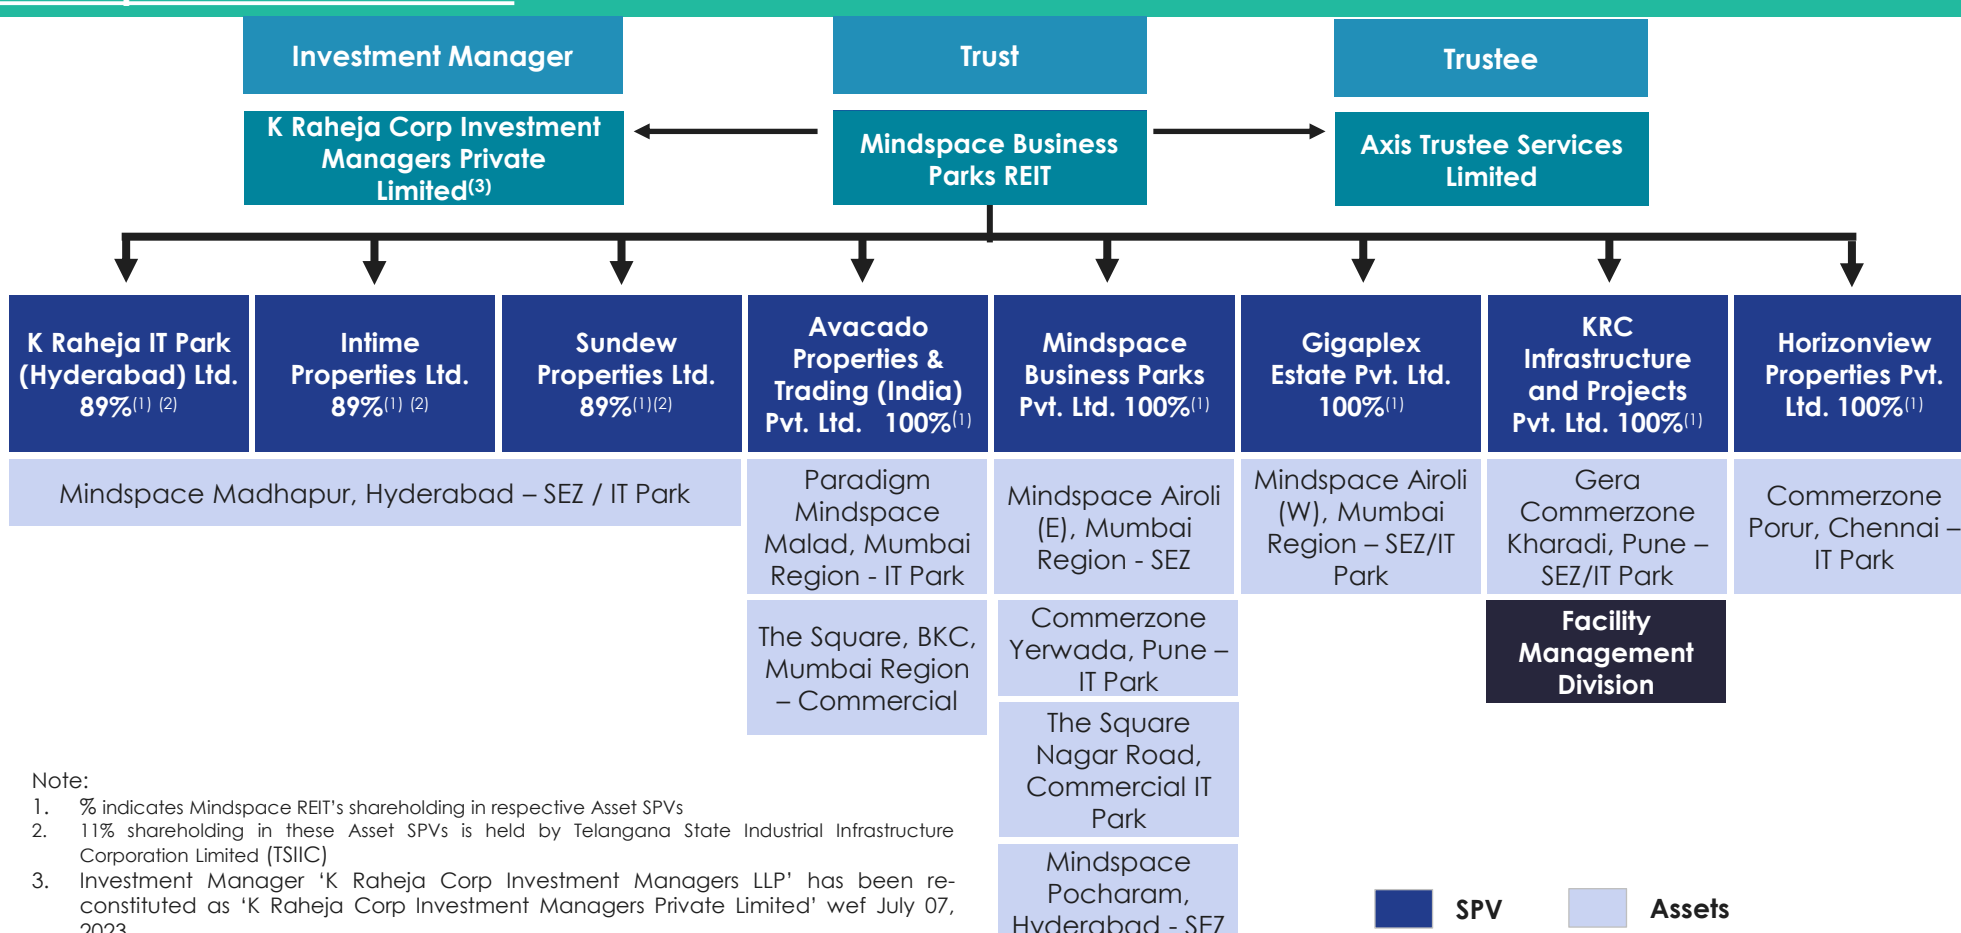 Investment Manager
Trust
Trustee
K Raheja Corp Investment
Managers Private
Limited(3)
Mindspace Business
Parks REIT
Axis Trustee Services
Limited
K Raheja IT Park
(Hyderabad) Ltd.
89%(1) (2)
Intime
Properties Ltd.
89%(1) (2)
Sundew
Properties Ltd.
89%(1)(2)
Avacado
Properties &
Trading (India)
Pvt. Ltd. 100%(1)
Mindspace
Business Parks
Pvt. Ltd. 100%(1)
Gigaplex
Estate Pvt. Ltd.
100%(1)
KRC
Infrastructure
and Projects
Pvt. Ltd. 100%(1)
Horizonview
Properties Pvt.
Ltd. 100%(1)
Mindspace Madhapur, Hyderabad – SEZ / IT Park
Paradigm
Mindspace
Malad, Mumbai
Region - IT Park
Mindspace Airoli
(E), Mumbai
Region - SEZ
Mindspace Airoli
(W), Mumbai
Region – SEZ/IT
Park
Gera
Commerzone
Kharadi, Pune –
SEZ/IT Park
Commerzone
Porur, Chennai –
IT Park
The Square, BKC,
Mumbai Region
– Commercial
Commerzone
Yerwada, Pune –
IT Park
Facility
Management
Division
The Square
Nagar Road,
Commercial IT
Park
Mindspace
Pocharam,
Hyderabad - SEZ
Note:
1. % indicates Mindspace REIT’s shareholding in respective Asset SPVs
2. 11% shareholding in these Asset SPVs is held by Telangana State Industrial Infrastructure
Corporation Limited (TSIIC)
3. Investment Manager ‘K Raheja Corp Investment Managers LLP’ has been re-
constituted as ‘K Raheja Corp Investment Managers Private Limited’ wef July 07,
2023
SPV
Assets